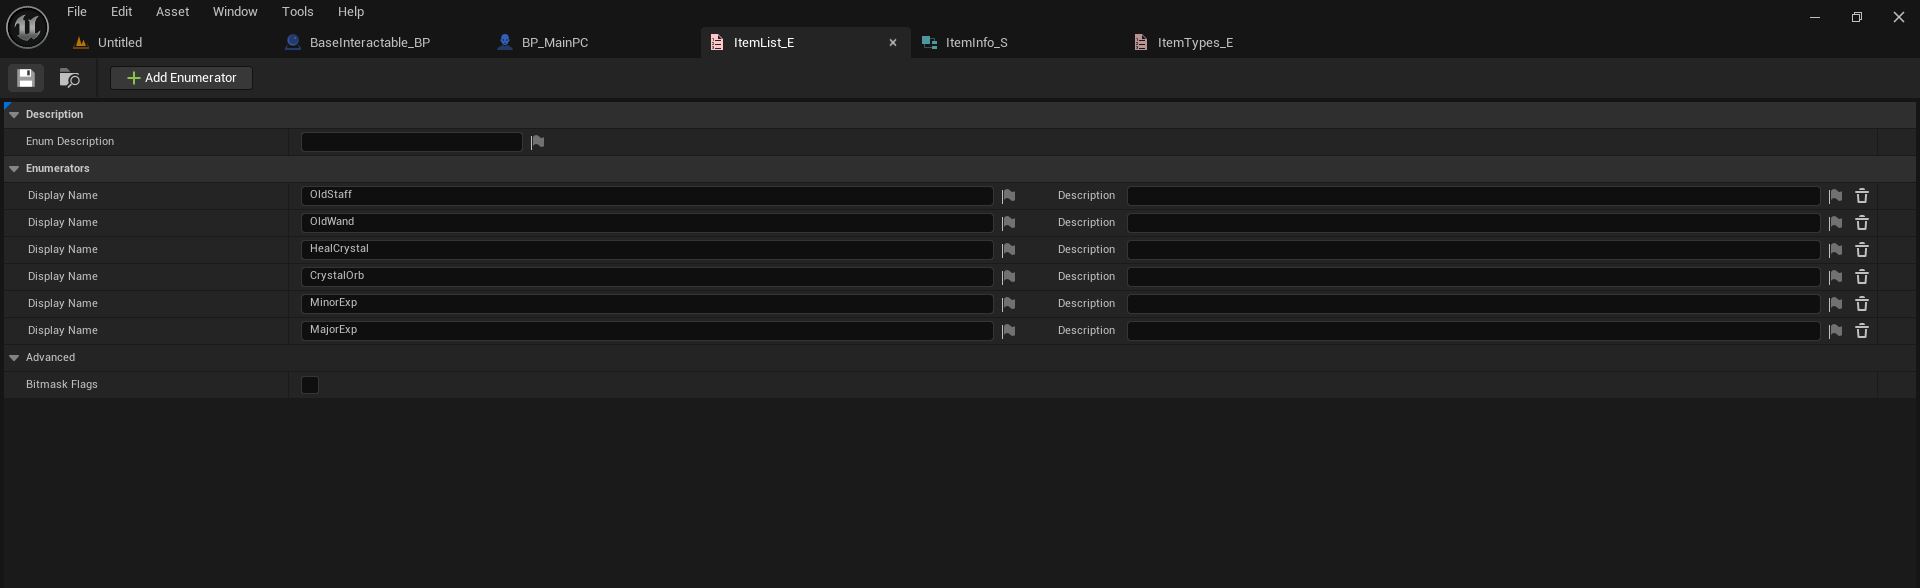 File Edit Asset Window Tools Help
Untitled BaseInteractable_BP BP_MainPC ItemList_E ItemInfo_S ItemTypes_E
Add Enumerator
Description
Enum Description
Enumerators
Display Name OldStaff Description
Display Name OldWand Description
Display Name HealCrystal Description
Display Name CrystalOrb Description
Display Name MinorExp Description
Display Name MajorExp Description
Advanced
Bitmask Flags